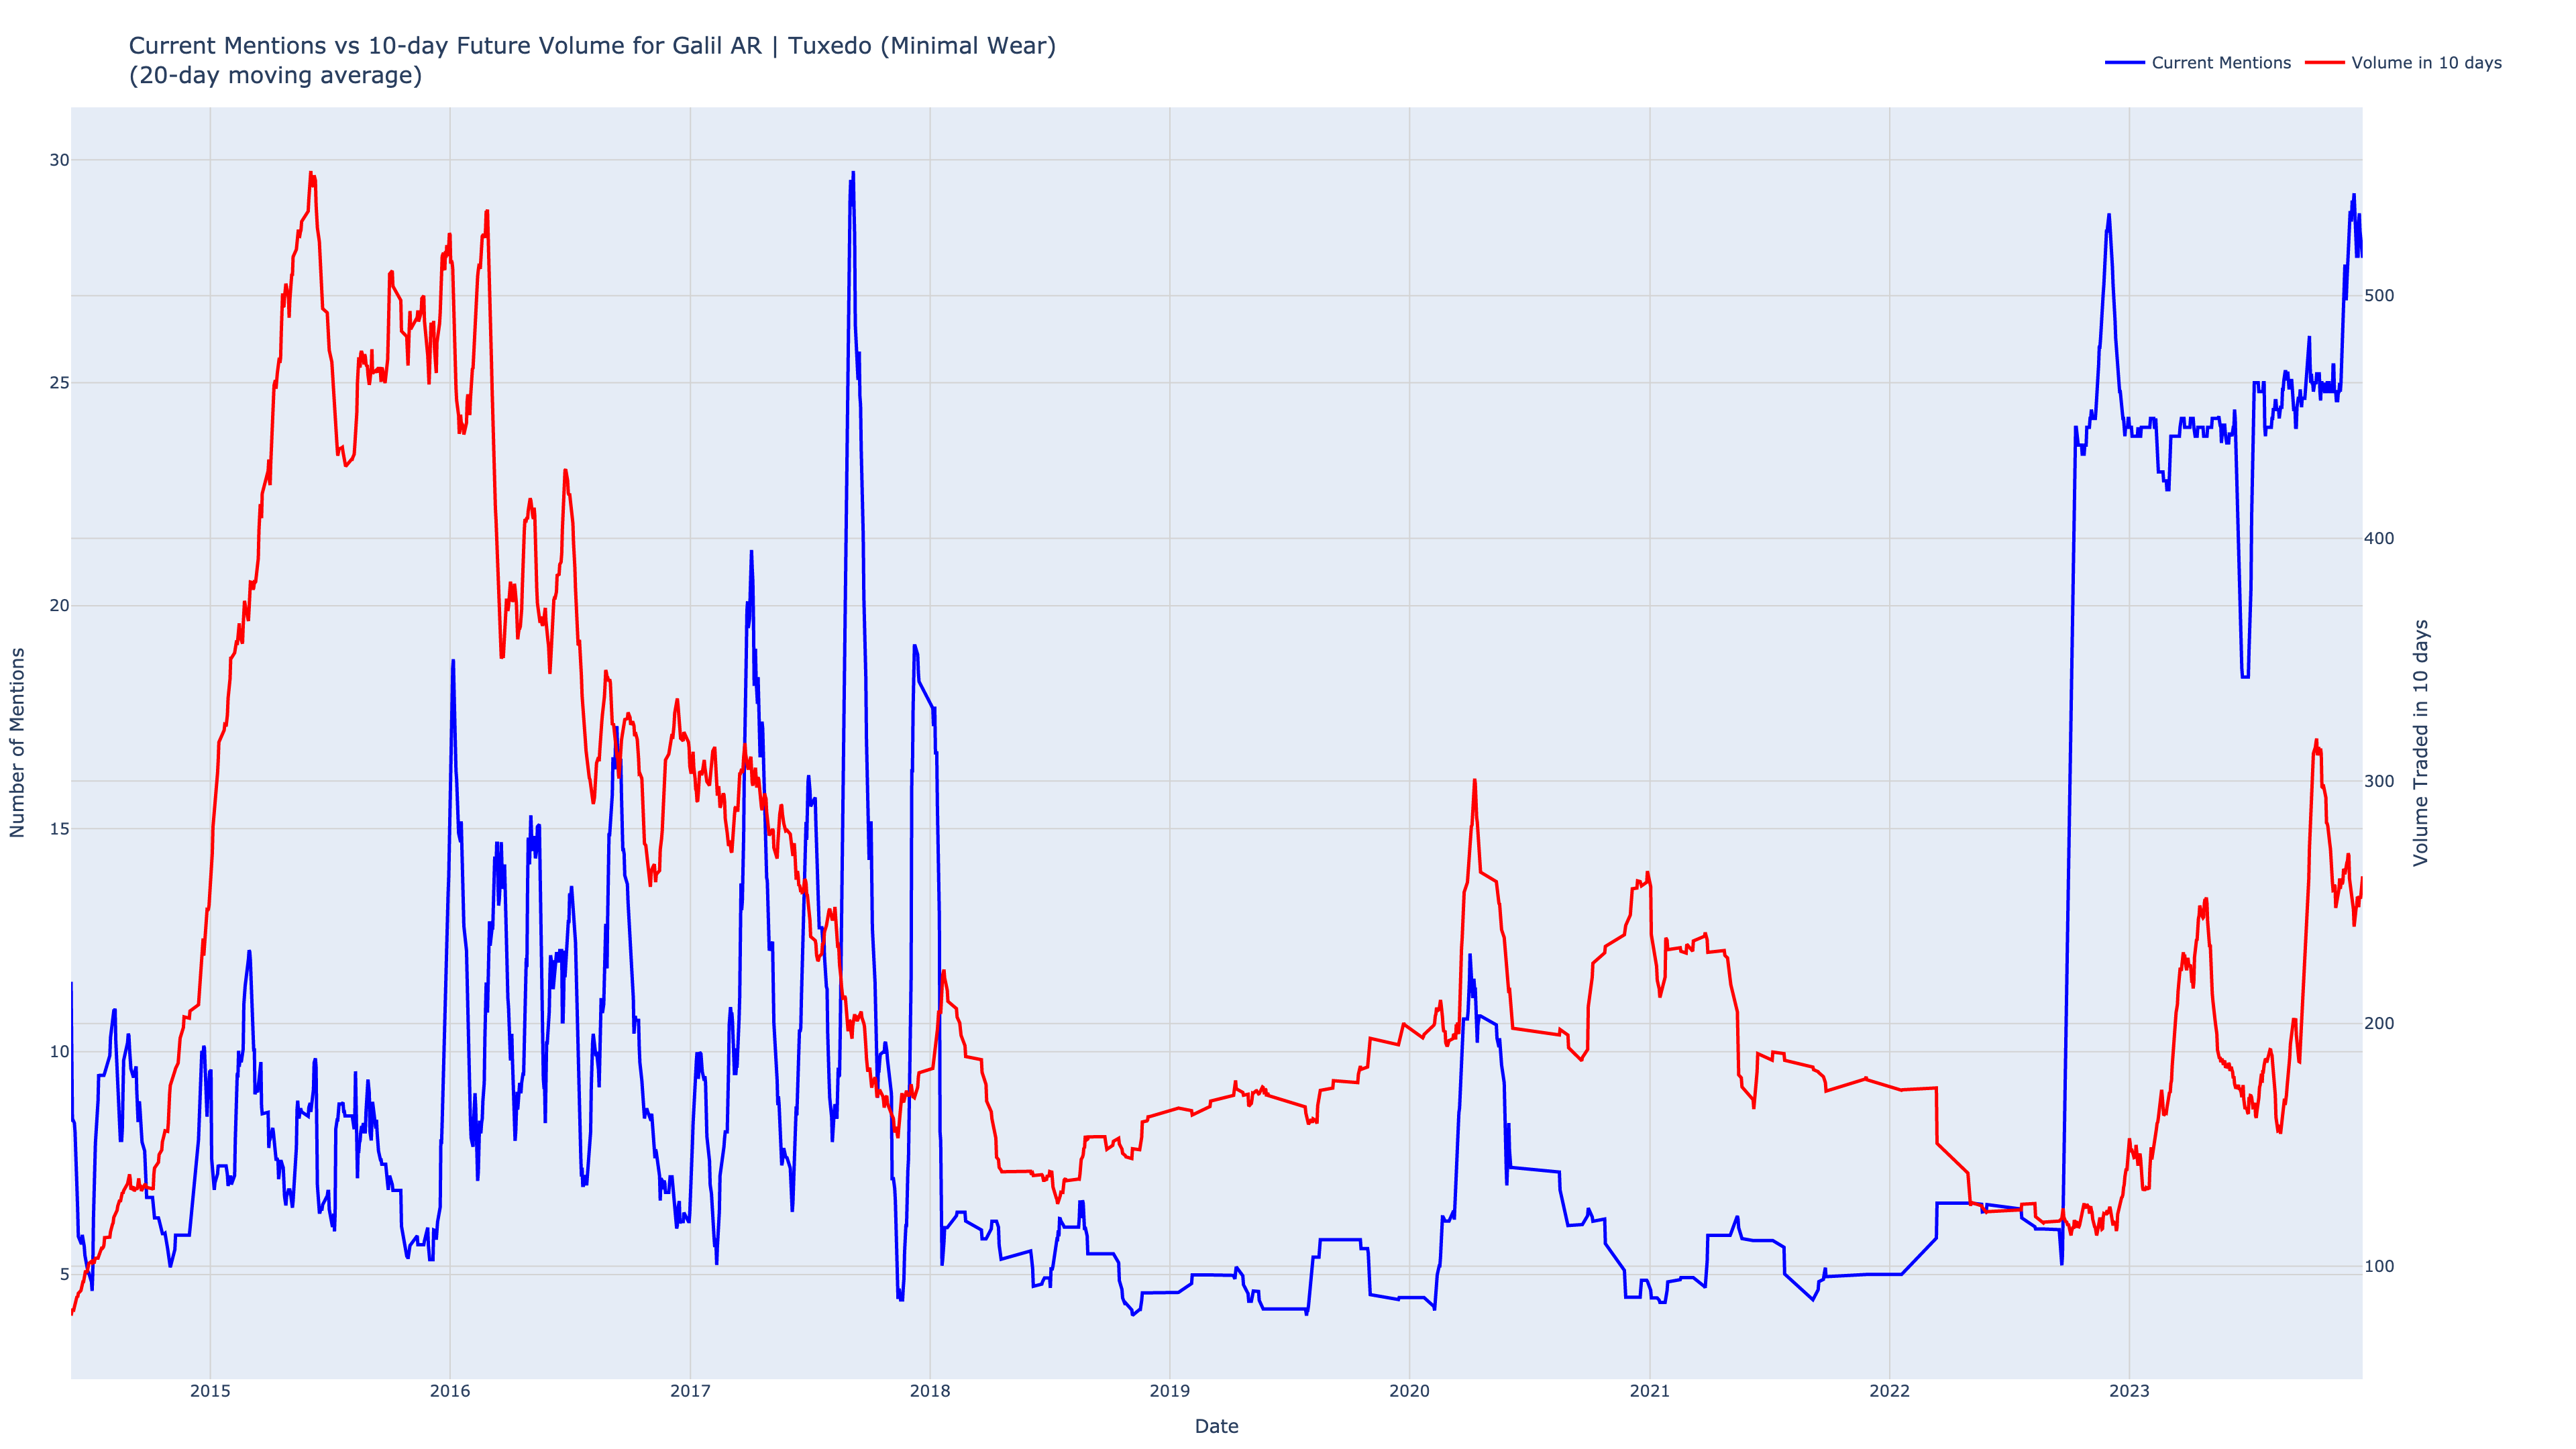 Current Mentions vs 10-day Future Volume for Galil AR | Tuxedo (Minimal Wear)
(20-day moving average)
Current Mentions
Volume in 10 days
30
25
20
15
10
5
Number of Mentions
500
400
300
200
100
Volume Traded in 10 days
2015
2016
2017
2018
2019
2020
2021
2022
2023
Date